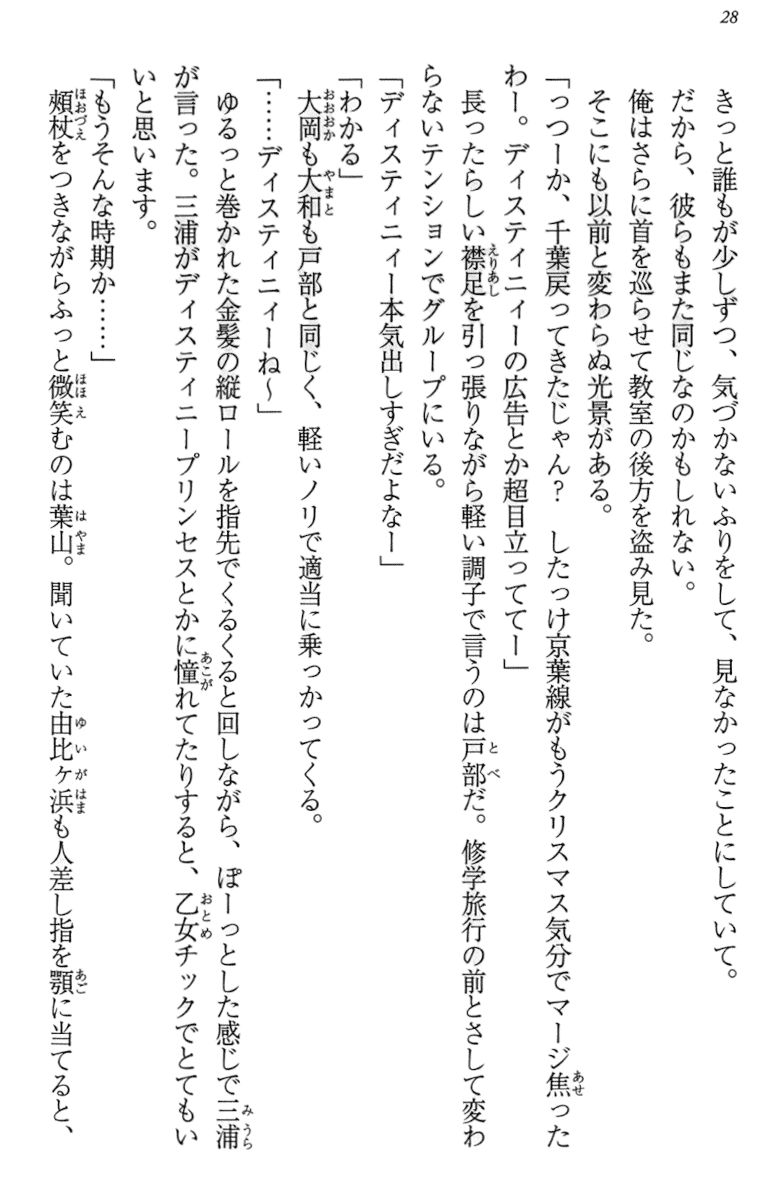 28
きっと誰もが少しずつ、気づかないふりをして、見なかったことにしていて。
だから、彼らもまた同じなのかもしれない。
俺はさらに首を巡らせて教室の後方を盗み見た。
そこにも以前と変わらぬ光景がある。
「っつーか、千葉戻ってきたじゃん？　したっけ京葉線がもうクリスマス気分でマージ焦った
わー。ディスティニィーの広告とか超目立っててー」
長ったらしい襟足を引っ張りながら軽い調子で言うのは戸部だ。修学旅行の前とさして変わ
らないテンションでグループにいる。
「ディスティニィー本気出しすぎだよなー」
「わかる」
大岡も大和も戸部と同じく、軽いノリで適当に乗っかってくる。
「……ディスティニィーね〜」
ゆるっと巻かれた金髪の縦ロールを指先でくるくると回しながら、ぽーっとした感じで三浦
が言った。三浦がディスティニープリンセスとかに憧れてたりすると、乙女チックでとてもい
いと思います。
「もうそんな時期か……」
頰杖をつきながらふっと微笑むのは葉山。聞いていた由比ヶ浜も人差し指を顎に当てると、